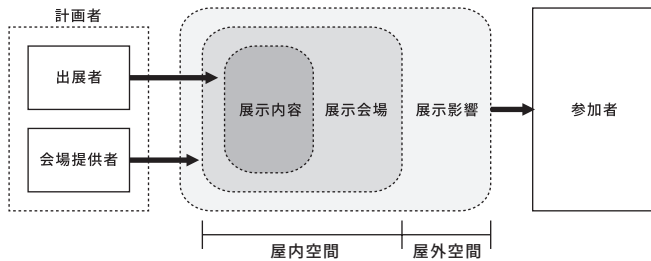 計画者
出展者
会場提供者
展示内容
展示会場
展示影響
参加者
屋内空間
屋外空間